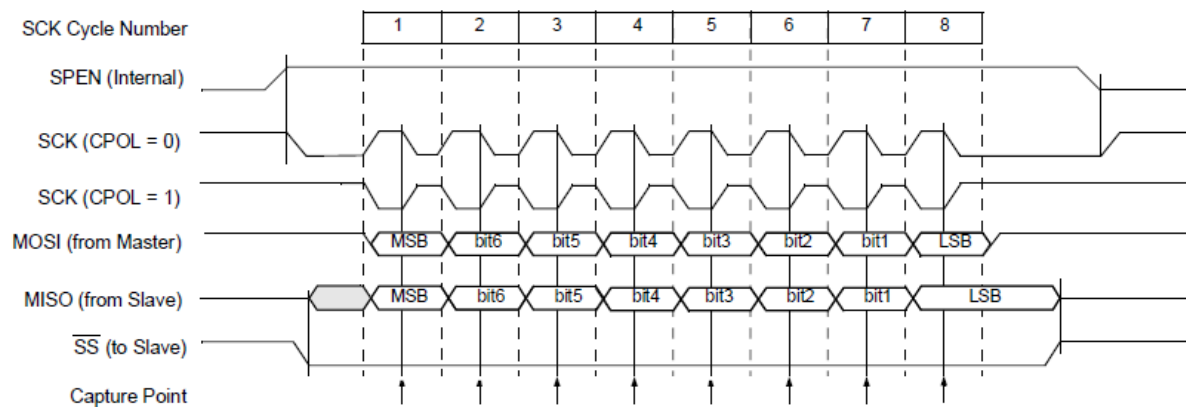 SCK Cycle Number 1 2 3 4 5 6 7 8
SPEN (Internal)
SCK (CPOL = 0)
SCK (CPOL = 1)
MOSI (from Master) MSB bit6 bit5 bit4 bit3 bit2 bit1 LSB
MISO (from Slave) MSB bit6 bit5 bit4 bit3 bit2 bit1 LSB
SS (to Slave)
Capture Point